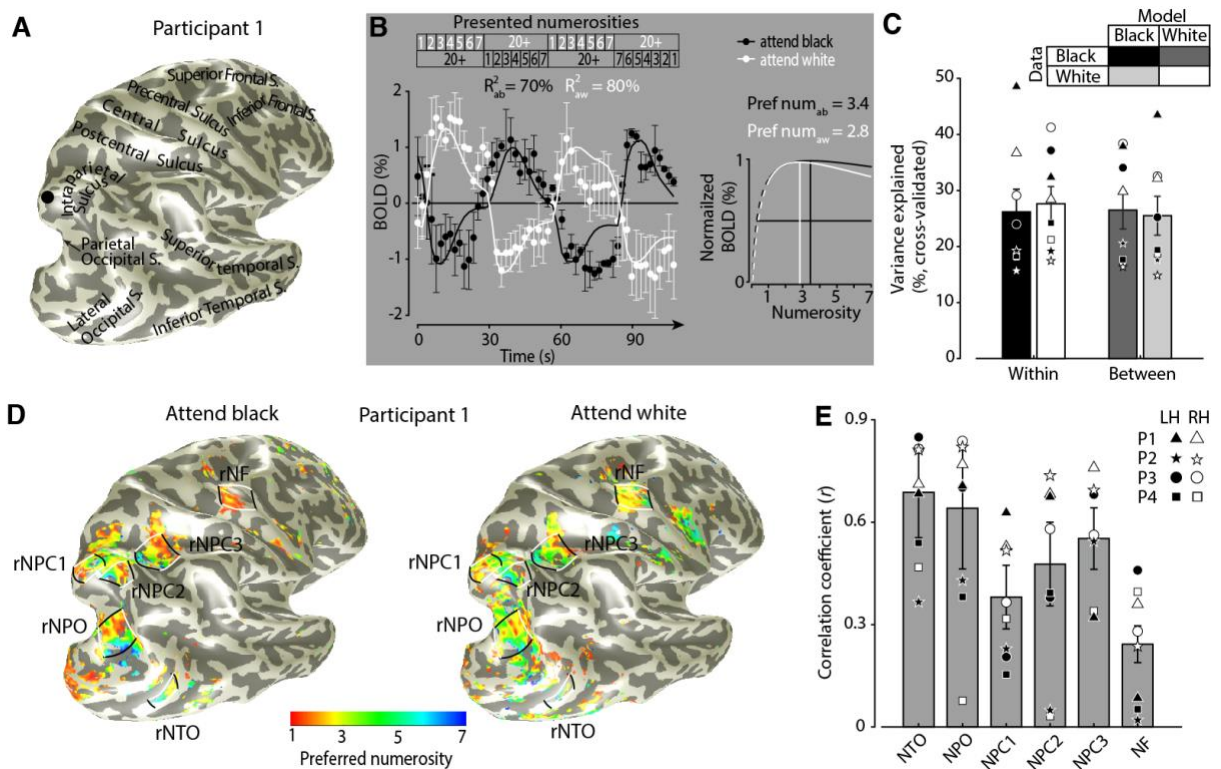 A
Participant 1
Superior Frontal S.
Precentral Sulcus
Inferior Frontal S.
Central Sulcus
Postcentral Sulcus
Intraparietal
Sulcus
Parietal
Occipital S.
Superior temporal S.
Lateral
Occipital S.
Inferior Temporal S.
B
Presented numerosities
1 2 3 4 5 6 7 20+ 1 2 3 4 5 6 7 20+
20+ 1 2 3 4 5 6 7 20+ 7 6 5 4 3 2 1
attend black
attend white
R²ab = 70% R²aw = 80%
BOLD (%)
2
1
0
-1
-2
0 30 60 90
Time (s)
Pref numab = 3.4
Pref numaw = 2.8
Normalized
BOLD (%)
1
0
1 3 5 7
Numerosity
C
Model
Black White
Data
Black
White
Variance explained
(%, cross-validated)
50
40
30
20
10
0
Within Between
D
Attend black Participant 1 Attend white
rNF
rNPC3
rNPC1
rNPC2
rNPO
rNTO
rNF
rNPC3
rNPC1
rNPC2
rNPO
rNTO
1 3 5 7
Preferred numerosity
E
LH RH
P1
P2
P3
P4
Correlation coefficient (r)
0.9
0.6
0.3
0
NTO NPO NPC1 NPC2 NPC3 NF